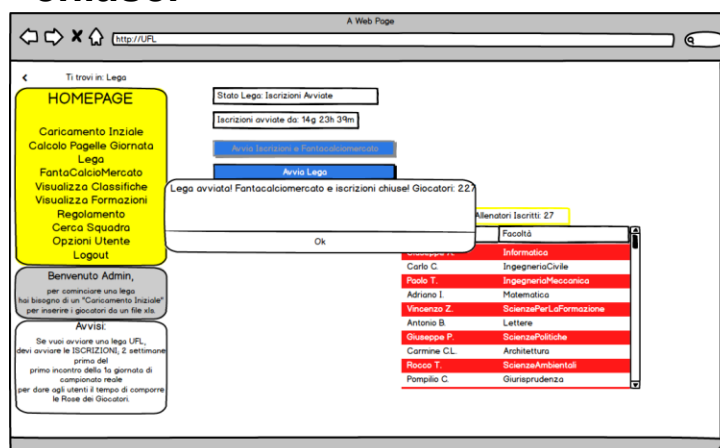 A Web Page
http://UFL
Ti trovi in: Lega
HOMEPAGE
Caricamento Inziale
Calcolo Pagelle Giornata
Lega
FantaCalcioMercato
Visualizza Classifiche
Visualizza Formazioni
Regolamento
Cerca Squadra
Opzioni Utente
Logout
Benvenuto Admin,
per cominciare una lega
hai bisogno di un "Caricamento Iniziale"
per inserire i giocatori da un file xls.
Avvisi:
Se vuoi avviare una lega UFL,
devi avviare le ISCRIZIONI, 2 settimane
prima del
primo incontro della 1a giornata di
campionato reale
per dare agli utenti il tempo di comporre
le Rose dei Giocatori.
Stato Lega: Iscrizioni Avviate
Iscrizioni avviate da: 14g 23h 39m
Avvia Iscrizioni e Fantacalciomercato
Avvia Lega
Lega avviata! Fantacalciomercato e iscrizioni chiuse! Giocatori: 227
Ok
Allenatori Iscritti: 27
Facoltà
Informatica
Carlo C. IngegneriaCivile
Paolo T. IngegneriaMeccanica
Adriano I. Matematica
Vincenzo Z. ScienzePerLaFormazione
Antonio B. Lettere
Giuseppe P. ScienzePolitiche
Carmine C.L. Architettura
Rocco T. ScienzeAmbientali
Pompilio C. Giurisprudenza